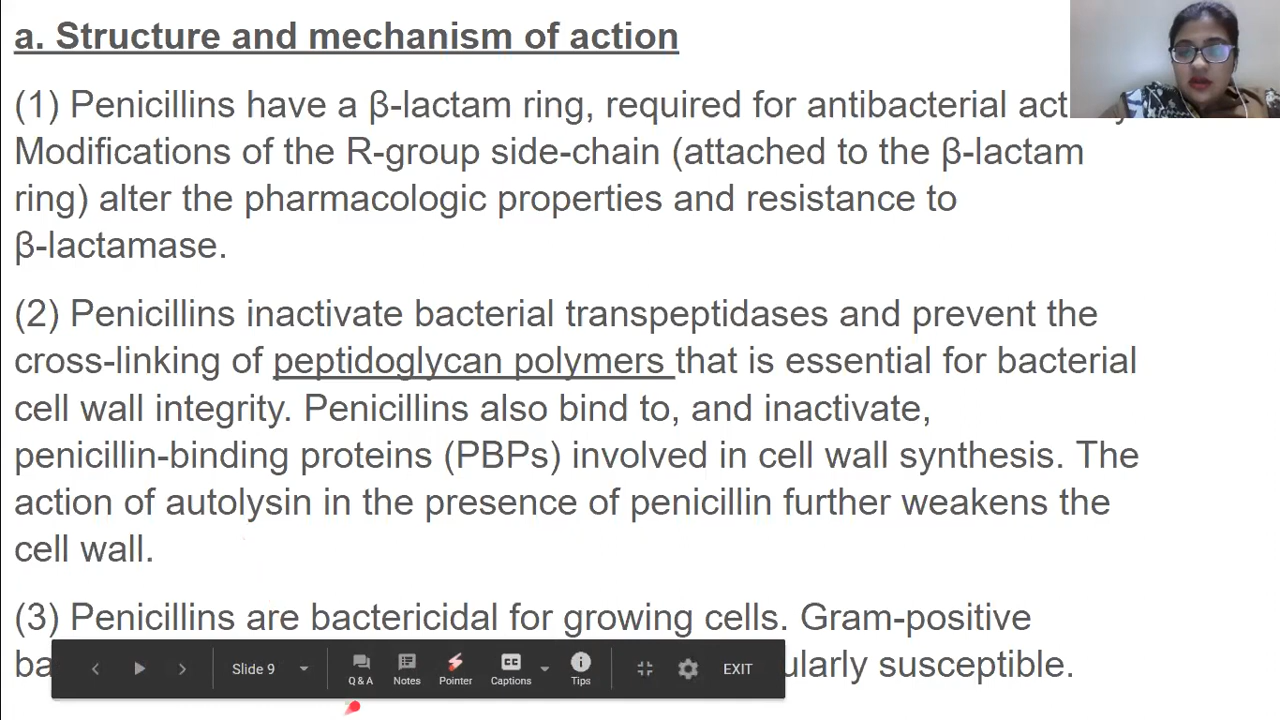 a. Structure and mechanism of action
(1) Penicillins have a β-lactam ring, required for antibacterial
Modifications of the R-group side-chain (attached to the β-lactam
ring) alter the pharmacologic properties and resistance to
β-lactamase.
(2) Penicillins inactivate bacterial transpeptidases and prevent the
cross-linking of peptidoglycan polymers that is essential for bacterial
cell wall integrity. Penicillins also bind to, and inactivate,
penicillin-binding proteins (PBPs) involved in cell wall synthesis. The
action of autolysin in the presence of penicillin further weakens the
cell wall.
(3) Penicillins are bactericidal for growing cells. Gram-positive
susceptible.
Slide 9 Q & A Notes Pointer CC Captions Tips EXIT